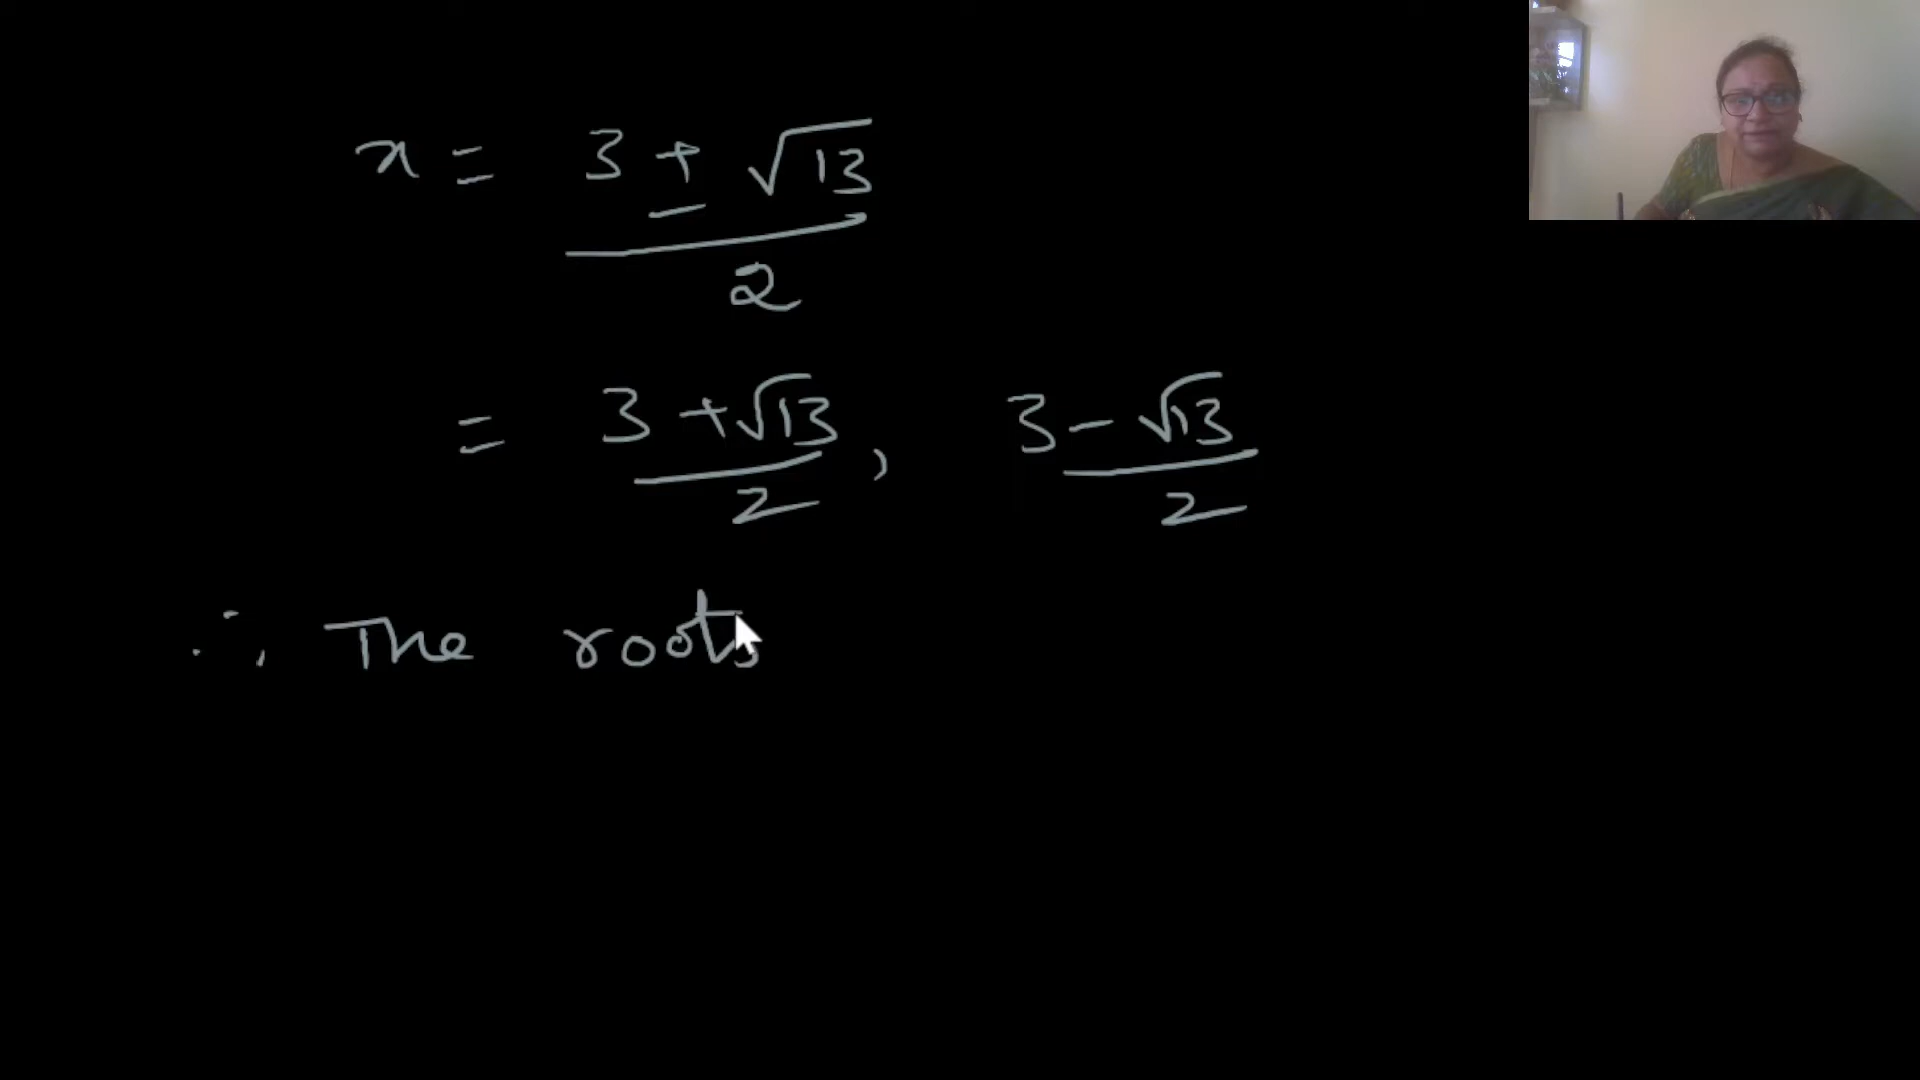 x = 3 ± √13 / 2
= 3 + √13 / 2 , 3 - √13 / 2
∴ The roots